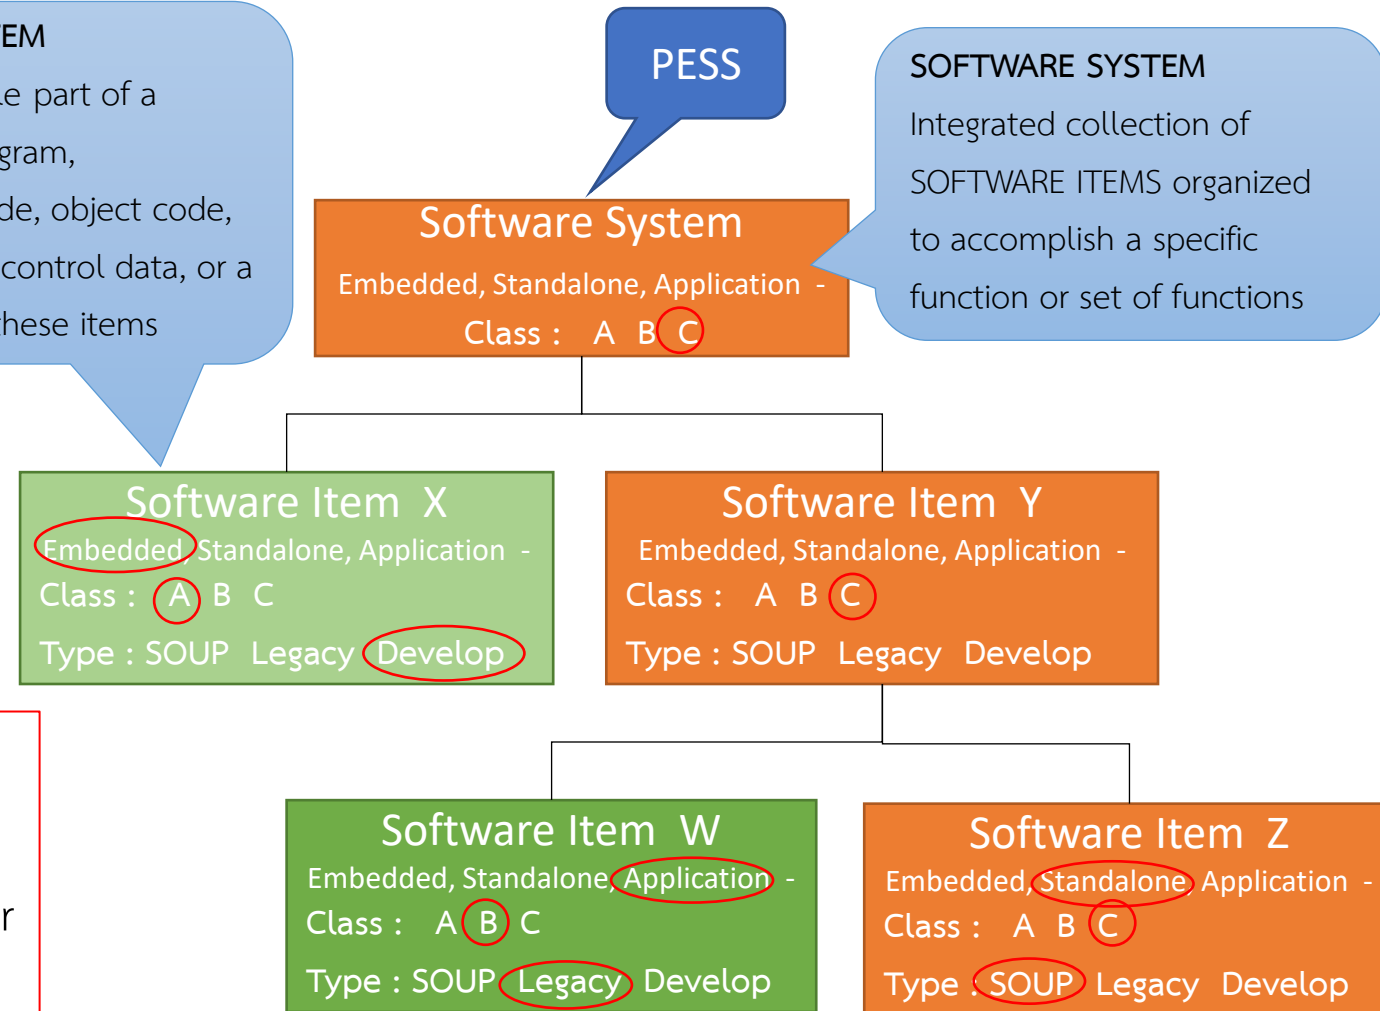 PESS
TEM
le part of a
gram,
de, object code,
control data, or a
these items
SOFTWARE SYSTEM
Integrated collection of
SOFTWARE ITEMS organized
to accomplish a specific
function or set of functions
Software System
Embedded, Standalone, Application -
Class : A B C
Software Item X
Embedded, Standalone, Application -
Class : A B C
Type : SOUP Legacy Develop
Software Item Y
Embedded, Standalone, Application -
Class : A B C
Type : SOUP Legacy Develop
r
Software Item W
Embedded, Standalone, Application -
Class : A B C
Type : SOUP Legacy Develop
Software Item Z
Embedded, Standalone, Application -
Class : A B C
Type : SOUP Legacy Develop